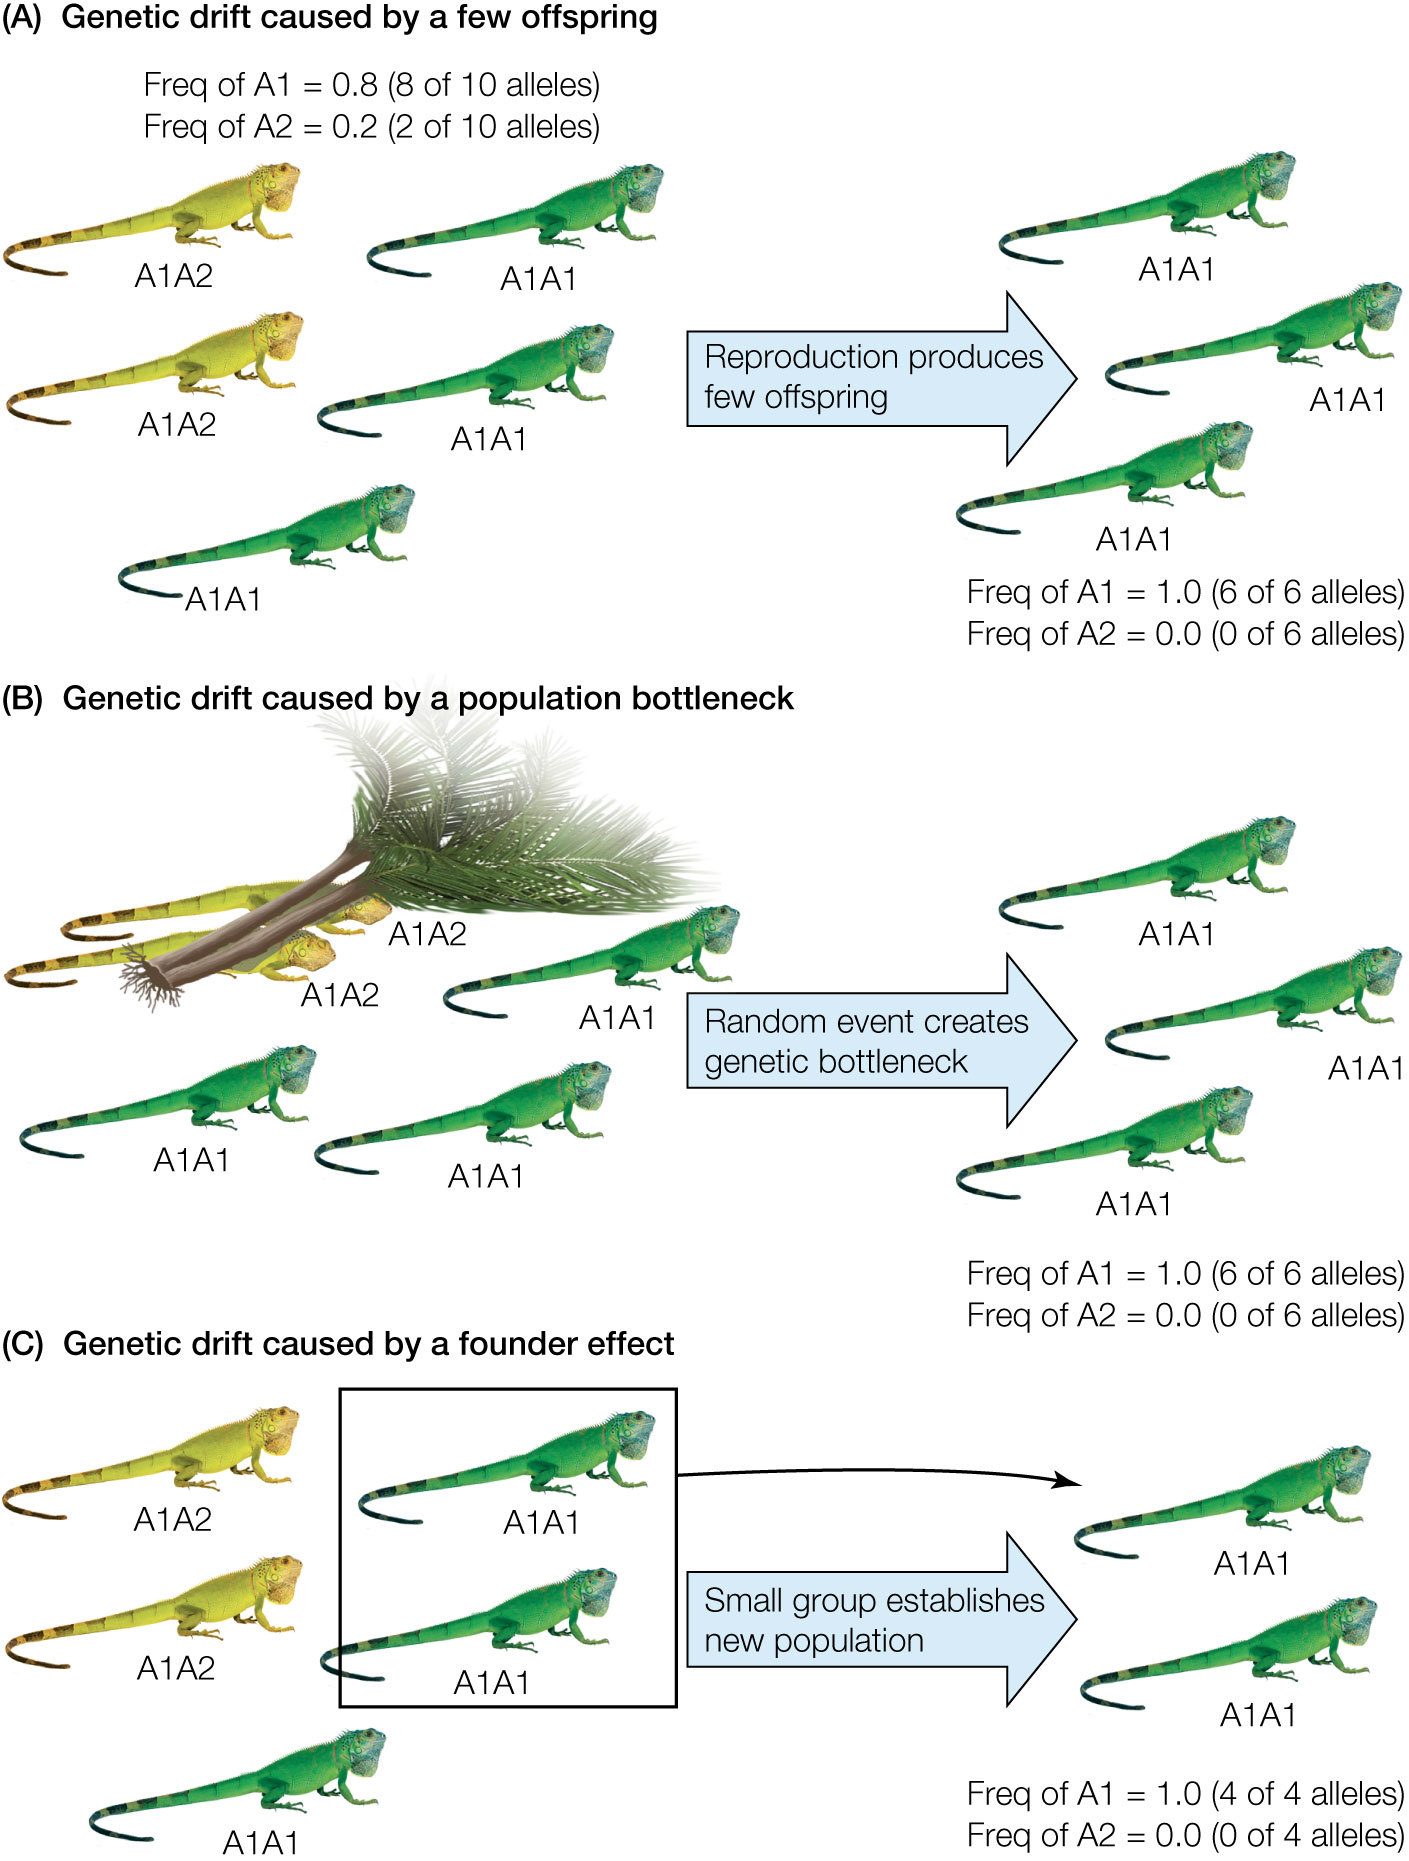 (A) Genetic drift caused by a few offspring
Freq of A1 = 0.8 (8 of 10 alleles)
Freq of A2 = 0.2 (2 of 10 alleles)
A1A2
A1A1
A1A2
A1A1
A1A1
Reproduction produces
few offspring
A1A1
A1A1
A1A1
Freq of A1 = 1.0 (6 of 6 alleles)
Freq of A2 = 0.0 (0 of 6 alleles)
(B) Genetic drift caused by a population bottleneck
A1A2
A1A2
A1A1
A1A1
A1A1
Random event creates
genetic bottleneck
A1A1
A1A1
A1A1
Freq of A1 = 1.0 (6 of 6 alleles)
Freq of A2 = 0.0 (0 of 6 alleles)
(C) Genetic drift caused by a founder effect
A1A2
A1A1
A1A2
A1A1
A1A1
Small group establishes
new population
A1A1
A1A1
Freq of A1 = 1.0 (4 of 4 alleles)
Freq of A2 = 0.0 (0 of 4 alleles)